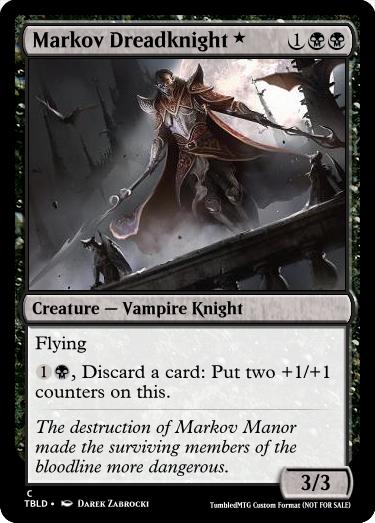 Markov Dreadknight ★ 1
Creature — Vampire Knight
Flying
1, Discard a card: Put two +1/+1
counters on this.
The destruction of Markov Manor
made the surviving members of the
bloodline more dangerous.
3/3
C
TBLD • Darek Zabrocki
TumbledMTG Custom Format (NOT FOR SALE)